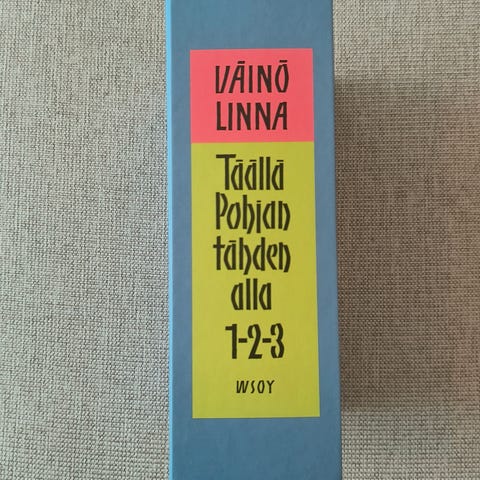 VÄINÖ
LINNA
Täällä
Pohjan
tähden
alla
1-2-3
WSOY